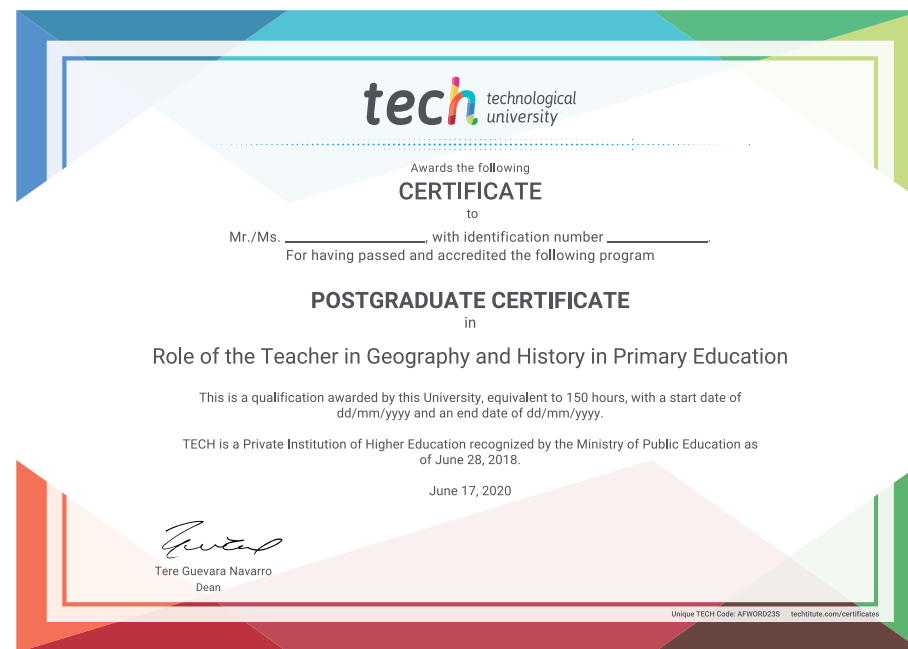 tech technological
university
Awards the following
CERTIFICATE
to
Mr./Ms. ____________________, with identification number ______________.
For having passed and accredited the following program
POSTGRADUATE CERTIFICATE
in
Role of the Teacher in Geography and History in Primary Education
This is a qualification awarded by this University, equivalent to 150 hours, with a start date of
dd/mm/yyyy and an end date of dd/mm/yyyy.
TECH is a Private Institution of Higher Education recognized by the Ministry of Public Education as
of June 28, 2018.
June 17, 2020
Tere Guevara Navarro
Dean
Unique TECH Code: AFWORD23S techtitute.com/certificates